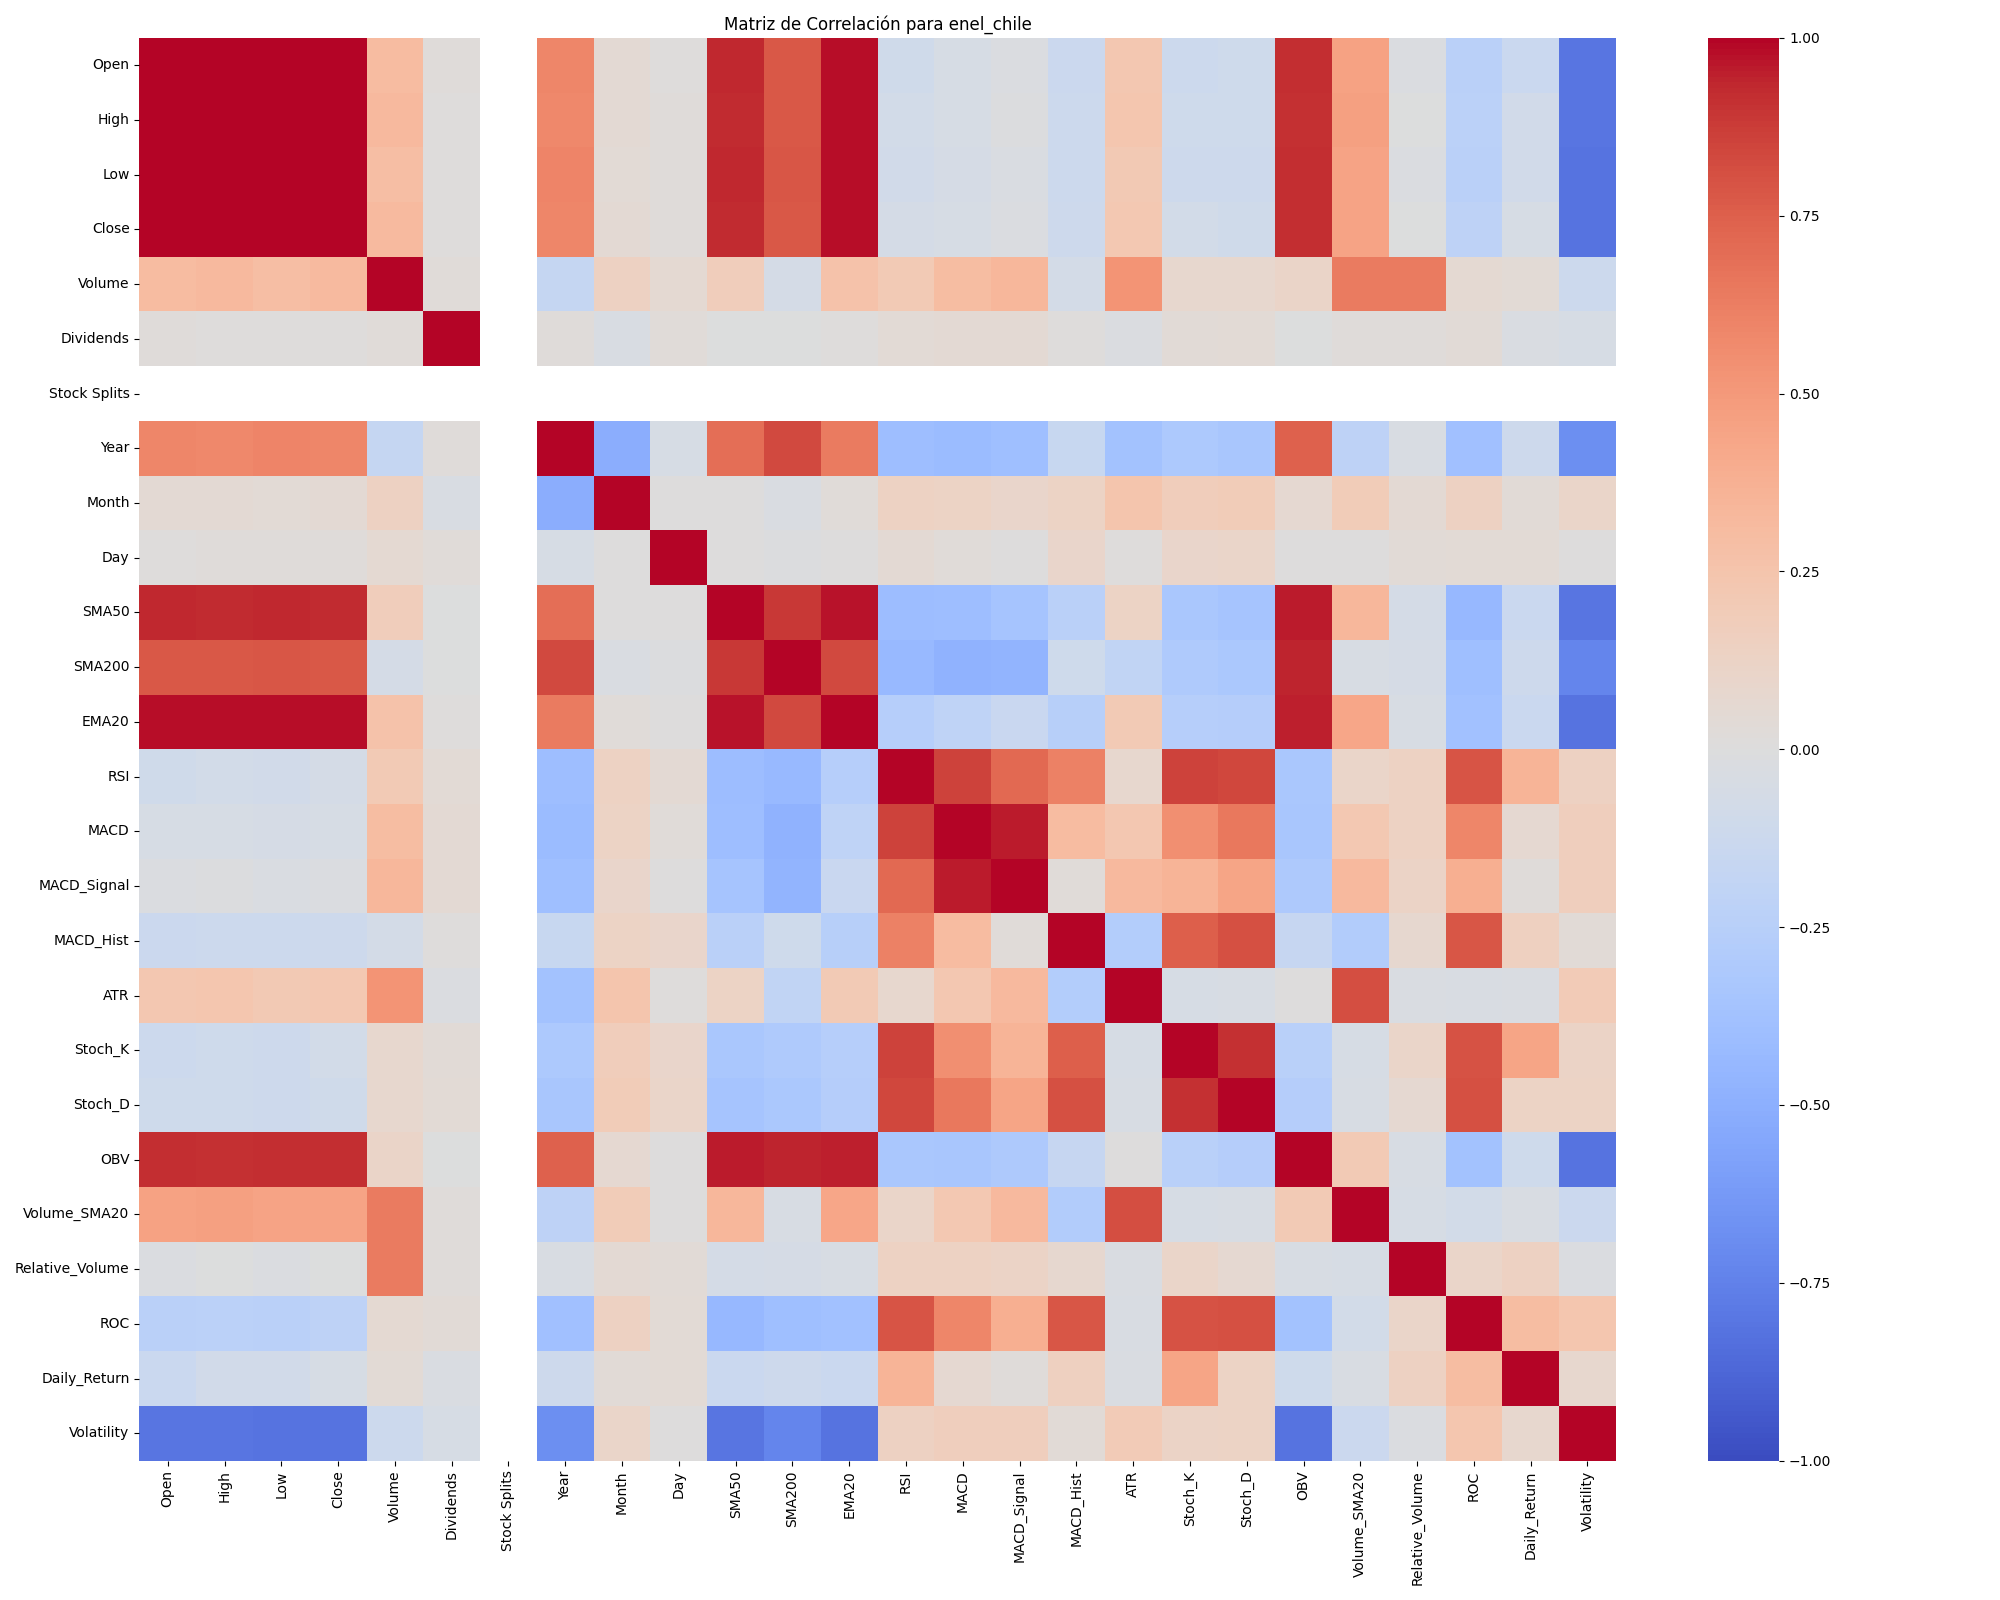 Matriz de Correlación para enel_chile
Open
High
Low
Close
Volume
Dividends
Stock Splits
Year
Month
Day
SMA50
SMA200
EMA20
RSI
MACD
MACD_Signal
MACD_Hist
ATR
Stoch_K
Stoch_D
OBV
Volume_SMA20
Relative_Volume
ROC
Daily_Return
Volatility
Open
High
Low
Close
Volume
Dividends
Stock Splits
Year
Month
Day
SMA50
SMA200
EMA20
RSI
MACD
MACD_Signal
MACD_Hist
ATR
Stoch_K
Stoch_D
OBV
Volume_SMA20
Relative_Volume
ROC
Daily_Return
Volatility
1.00
0.75
0.50
0.25
0.00
−0.25
−0.50
−0.75
−1.00